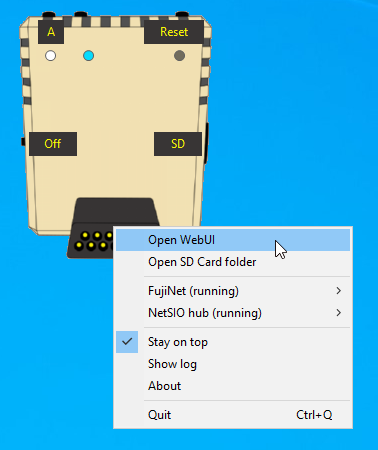 A
Reset
Off
SD
Open WebUI
Open SD Card folder
FujiNet (running)
NetSIO hub (running)
Stay on top
Show log
About
Quit Ctrl+Q